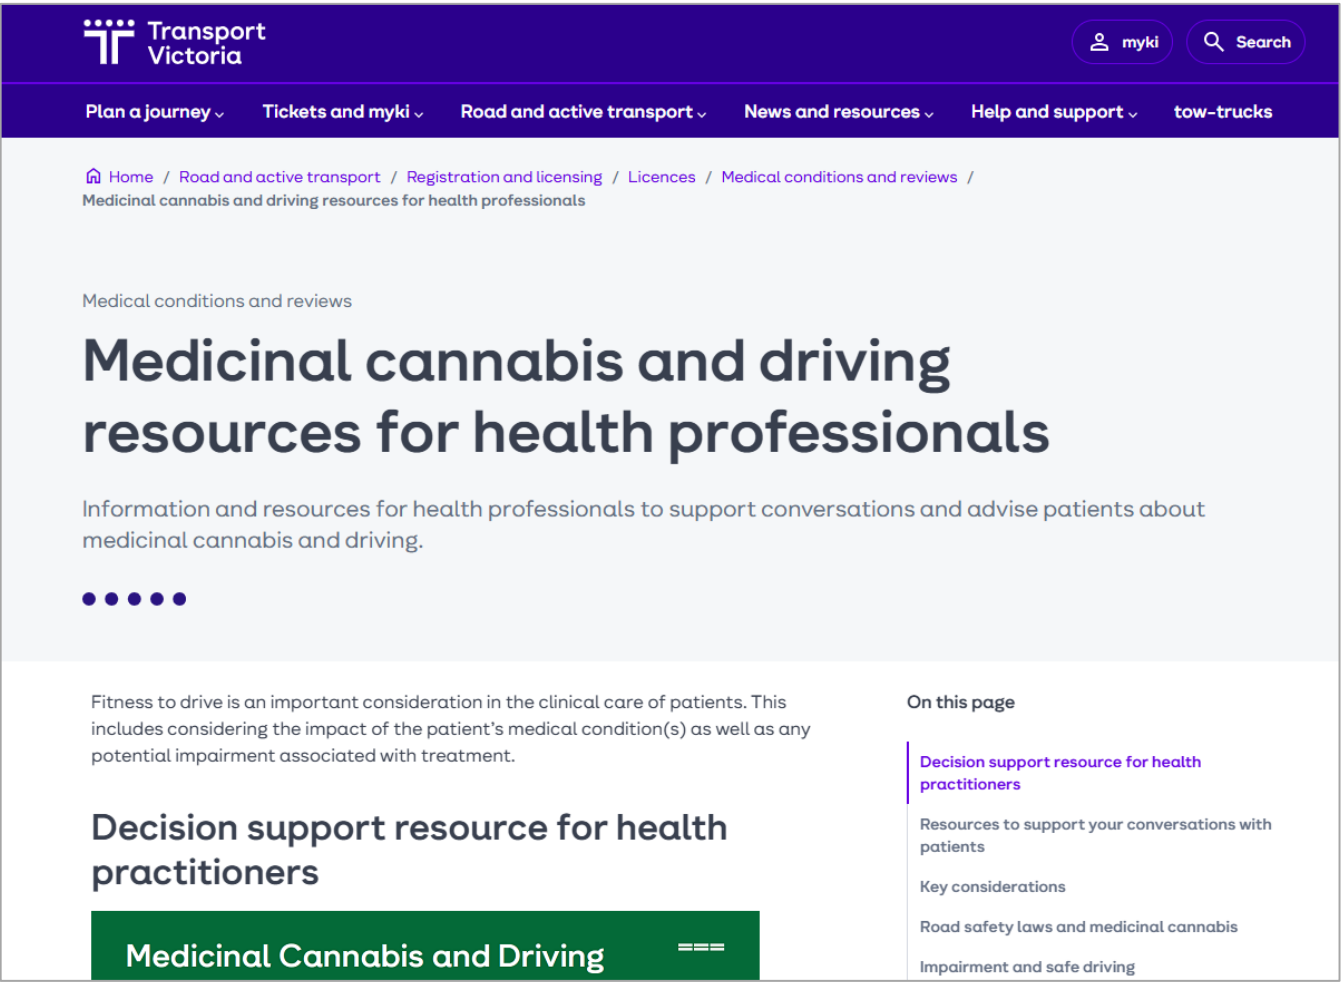 Transport
Victoria
myki
Search
Plan a journey
Tickets and myki
Road and active transport
News and resources
Help and support
tow-trucks
Home / Road and active transport / Registration and licensing / Licences / Medical conditions and reviews /
Medicinal cannabis and driving resources for health professionals
Medical conditions and reviews
Medicinal cannabis and driving
resources for health professionals
Information and resources for health professionals to support conversations and advise patients about
medicinal cannabis and driving.
Fitness to drive is an important consideration in the clinical care of patients. This
includes considering the impact of the patient's medical condition(s) as well as any
potential impairment associated with treatment.
Decision support resource for health
practitioners
Medicinal Cannabis and Driving
On this page
Decision support resource for health
practitioners
Resources to support your conversations with
patients
Key considerations
Road safety laws and medicinal cannabis
Impairment and safe driving